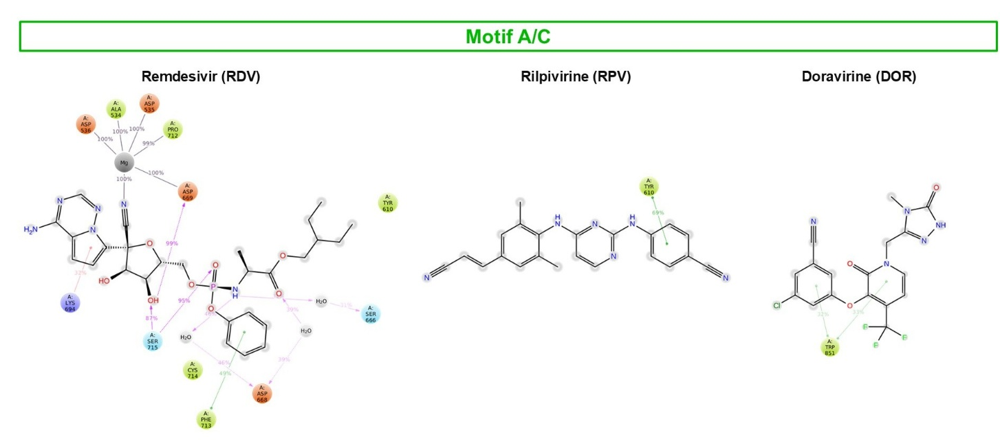 Motif A/C
Remdesivir (RDV)
Rilpivirine (RPV)
Doravirine (DOR)
A:
ASP
536
A:
ALA
534
A:
ASP
535
A:
PRO
712
100%
100%
100%
99%
Mg
100%
100%
A:
ASP
669
N
N
N
N
H₂N
O
HO
OH
99%
32%
A:
LYS
694
87%
A:
SER
715
95%
O
O
P
N
H
O
O
O
46%
H₂O
H₂O
31%
A:
SER
666
39%
H₂O
39%
46%
49%
A:
CYS
714
A:
ASP
668
A:
PHE
713
A:
TYR
610
A:
TYR
610
69%
N
H
N
N
N
H
N
N
N
Cl
O
O
N
N
O
NH
N
F
F
F
32%
33%
A:
TRP
851